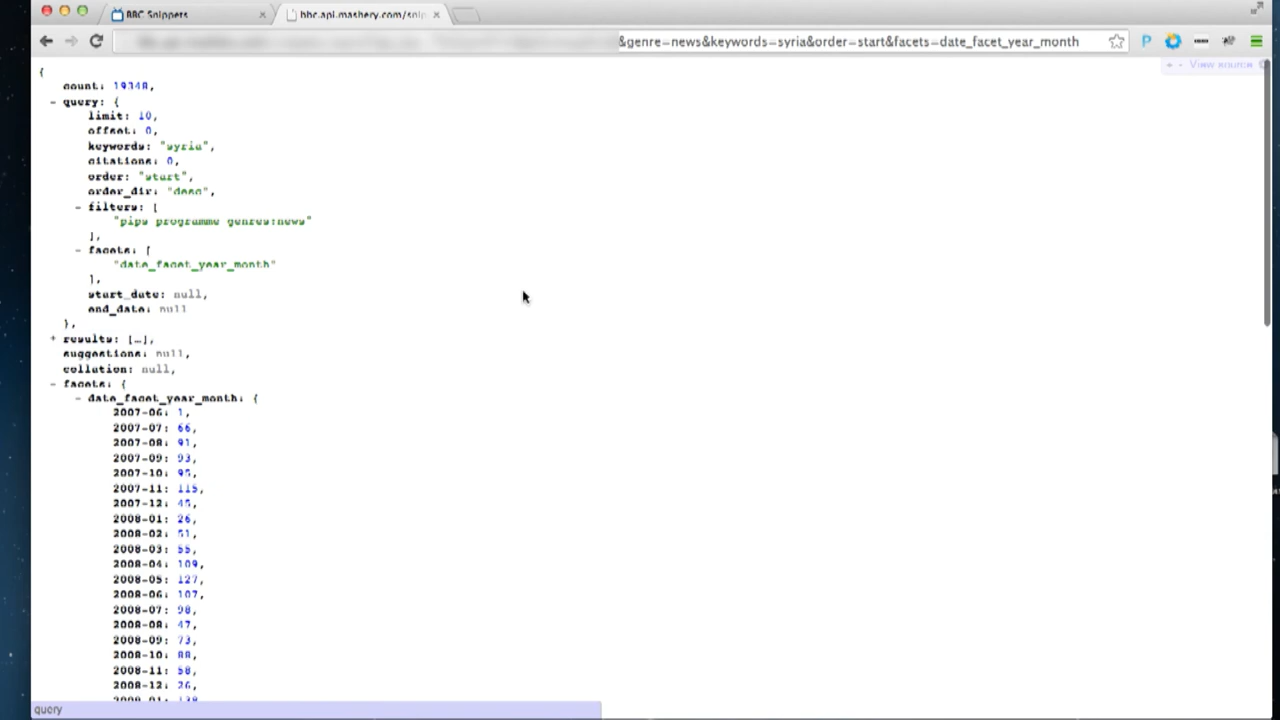 BBC Snippets
bbc.api.mashery.com/snip
&genre=news&keywords=syria&order=start&facets=date_facet_year_month
+ - View source
{
count: 19348,
- query: {
limit: 10,
offset: 0,
keywords: "syria",
citations: 0,
order: "start",
order_dir: "desc",
- filters: [
"pips_programme_genres:news"
],
- facets: [
"date_facet_year_month"
],
start_date: null,
end_date: null
},
+ results: […],
suggestions: null,
collation: null,
- facets: {
- date_facet_year_month: {
2007-06: 1,
2007-07: 66,
2007-08: 91,
2007-09: 93,
2007-10: 95,
2007-11: 115,
2007-12: 45,
2008-01: 26,
2008-02: 51,
2008-03: 55,
2008-04: 109,
2008-05: 127,
2008-06: 107,
2008-07: 98,
2008-08: 47,
2008-09: 73,
2008-10: 88,
2008-11: 58,
2008-12: 26,
2009-01:
query